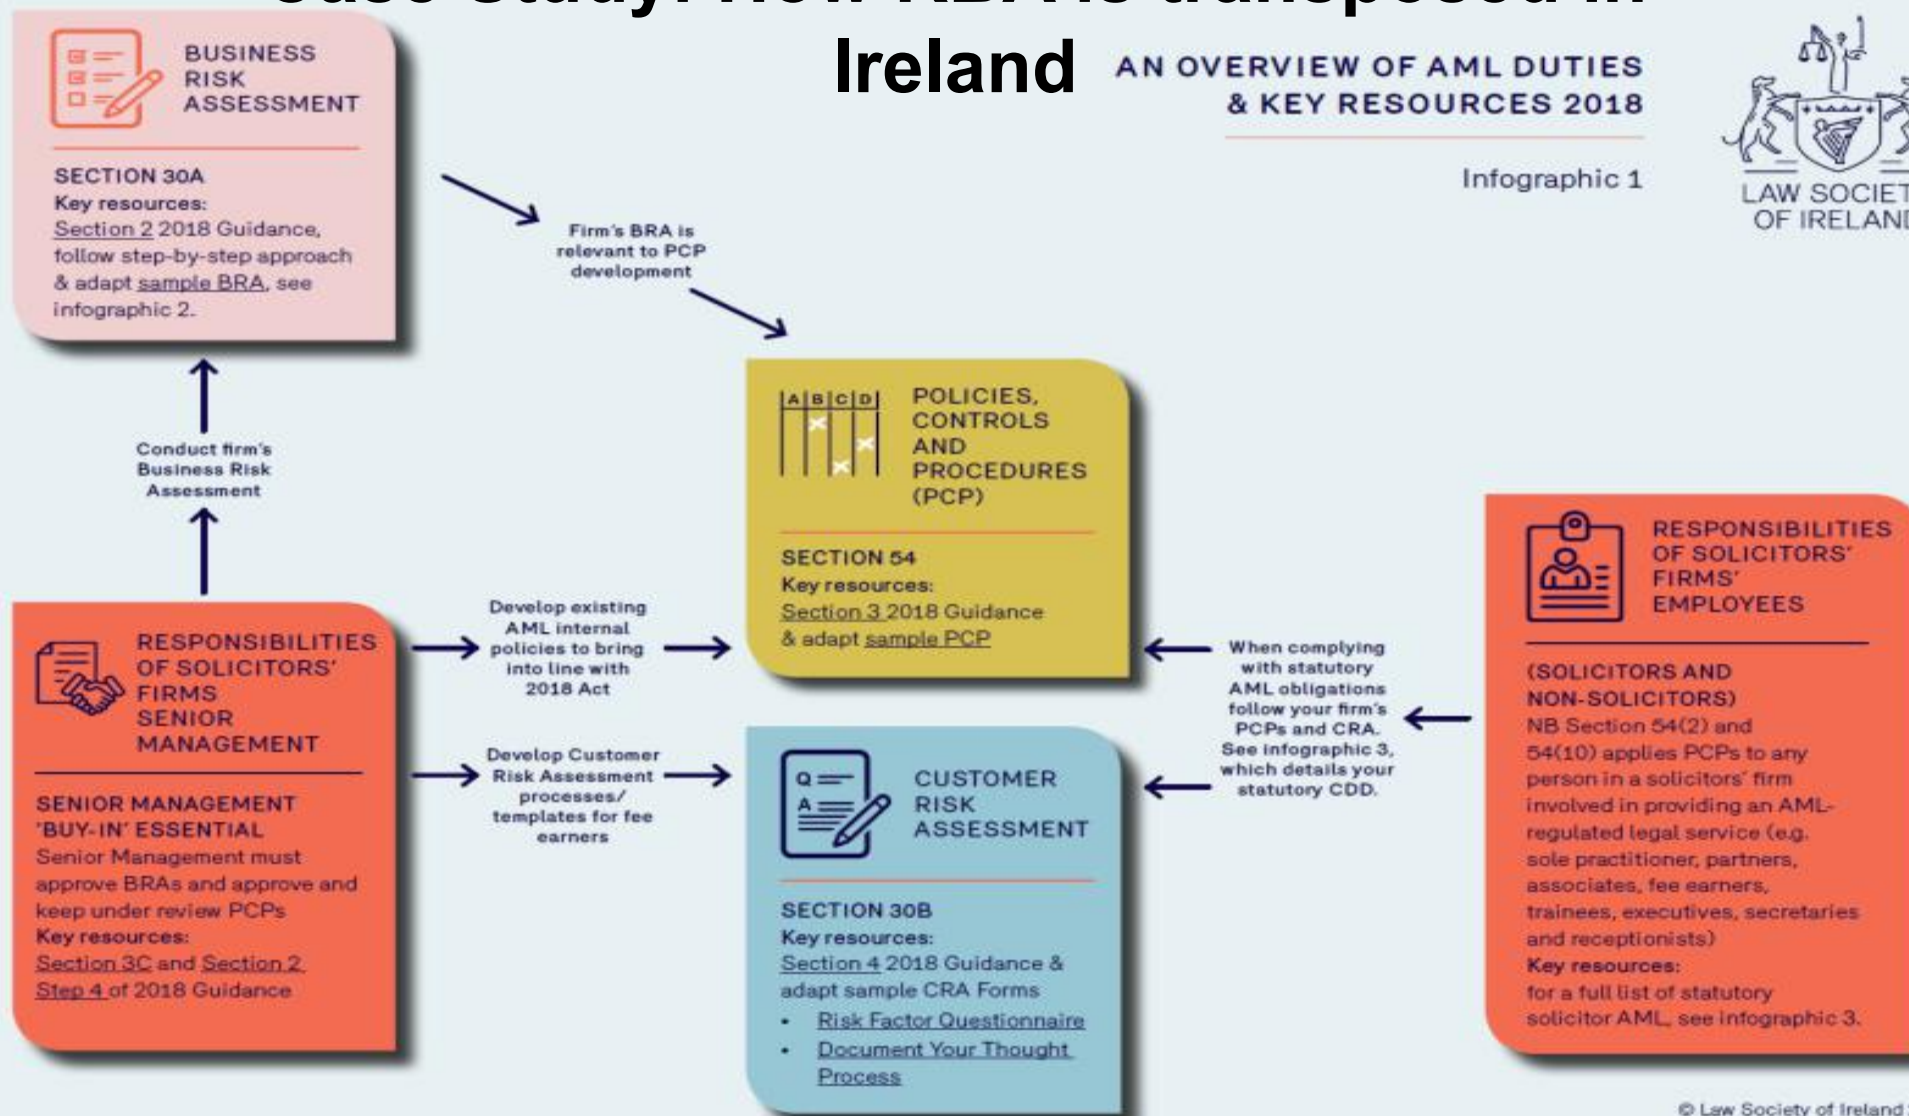 Case Study: How RBA is transposed in
Ireland
AN OVERVIEW OF AML DUTIES
& KEY RESOURCES 2018
Infographic 1
LAW SOCIET
OF IRELAND
BUSINESS
RISK
ASSESSMENT
SECTION 30A
Key resources:
Section 2 2018 Guidance,
follow step-by-step approach
& adapt sample BRA, see
infographic 2.
Firm's BRA is
relevant to PCP
development
Conduct firm's
Business Risk
Assessment
A B C D
POLICIES,
CONTROLS
AND
PROCEDURES
(PCP)
SECTION 54
Key resources:
Section 3 2018 Guidance
& adapt sample PCP
RESPONSIBILITIES
OF SOLICITORS'
FIRMS
SENIOR
MANAGEMENT
SENIOR MANAGEMENT
'BUY-IN' ESSENTIAL
Senior Management must
approve BRAs and approve and
keep under review PCPs
Key resources:
Section 3C and Section 2
Step 4 of 2018 Guidance
Develop existing
AML internal
policies to bring
into line with
2018 Act
Develop Customer
Risk Assessment
processes/
templates for fee
earners
Q
A
CUSTOMER
RISK
ASSESSMENT
SECTION 30B
Key resources:
Section 4 2018 Guidance &
adapt sample CRA Forms
• Risk Factor Questionnaire
• Document Your Thought
Process
When complying
with statutory
AML obligations
follow your firm's
PCPs and CRA.
See infographic 3,
which details your
statutory CDD.
RESPONSIBILITIES
OF SOLICITORS'
FIRMS'
EMPLOYEES
(SOLICITORS AND
NON-SOLICITORS)
NB Section 54(2) and
54(10) applies PCPs to any
person in a solicitors' firm
involved in providing an AML-
regulated legal service (e.g.
sole practitioner, partners,
associates, fee earners,
trainees, executives, secretaries
and receptionists)
Key resources:
for a full list of statutory
solicitor AML, see infographic 3.
© Law Society of Ireland